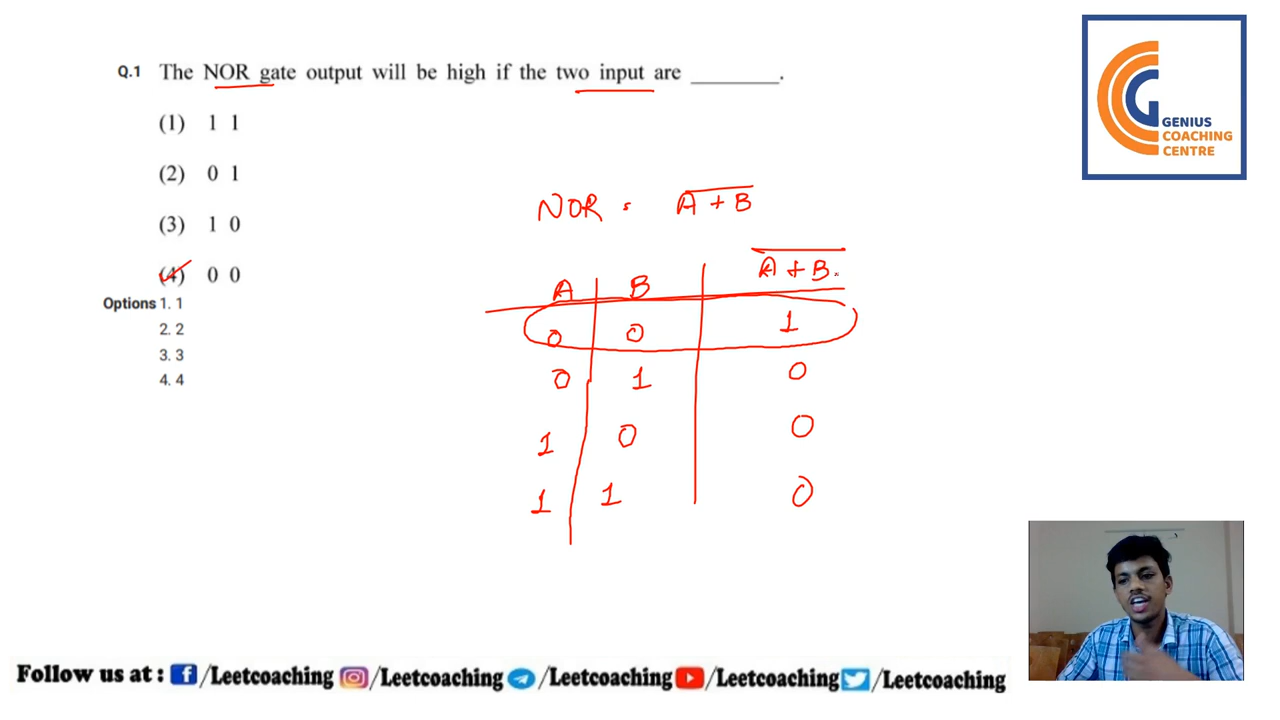 Q.1 The NOR gate output will be high if the two input are ________.
(1) 1 1
(2) 0 1
(3) 1 0
(4) 0 0
Options 1. 1
2. 2
3. 3
4. 4
NOR = A + B
A B A + B.
0 0 1
0 1 0
1 0 0
1 1 0
GENIUS
COACHING
CENTRE
Follow us at : /Leetcoaching /Leetcoaching /Leetcoaching /Leetcoaching /Leetcoaching